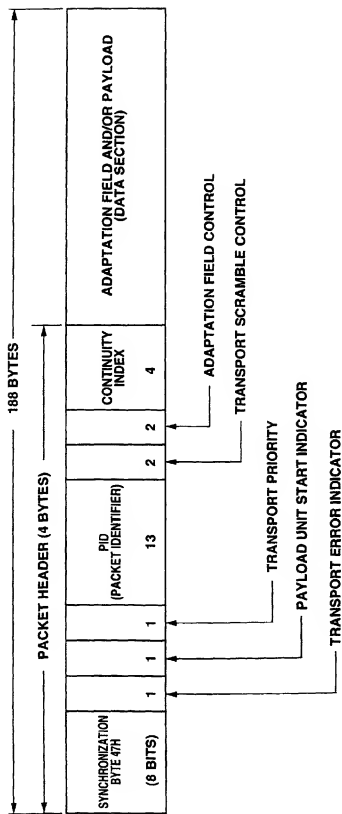 188 BYTES
PACKET HEADER (4 BYTES)
SYNCHRONIZATION
BYTE 47H
(8 BITS)
1
1
1
PID
(PACKET IDENTIFIER)
13
2
2
CONTINUITY
INDEX
4
ADAPTATION FIELD AND/OR PAYLOAD
(DATA SECTION)
ADAPTATION FIELD CONTROL
TRANSPORT SCRAMBLE CONTROL
TRANSPORT PRIORITY
PAYLOAD UNIT START INDICATOR
TRANSPORT ERROR INDICATOR